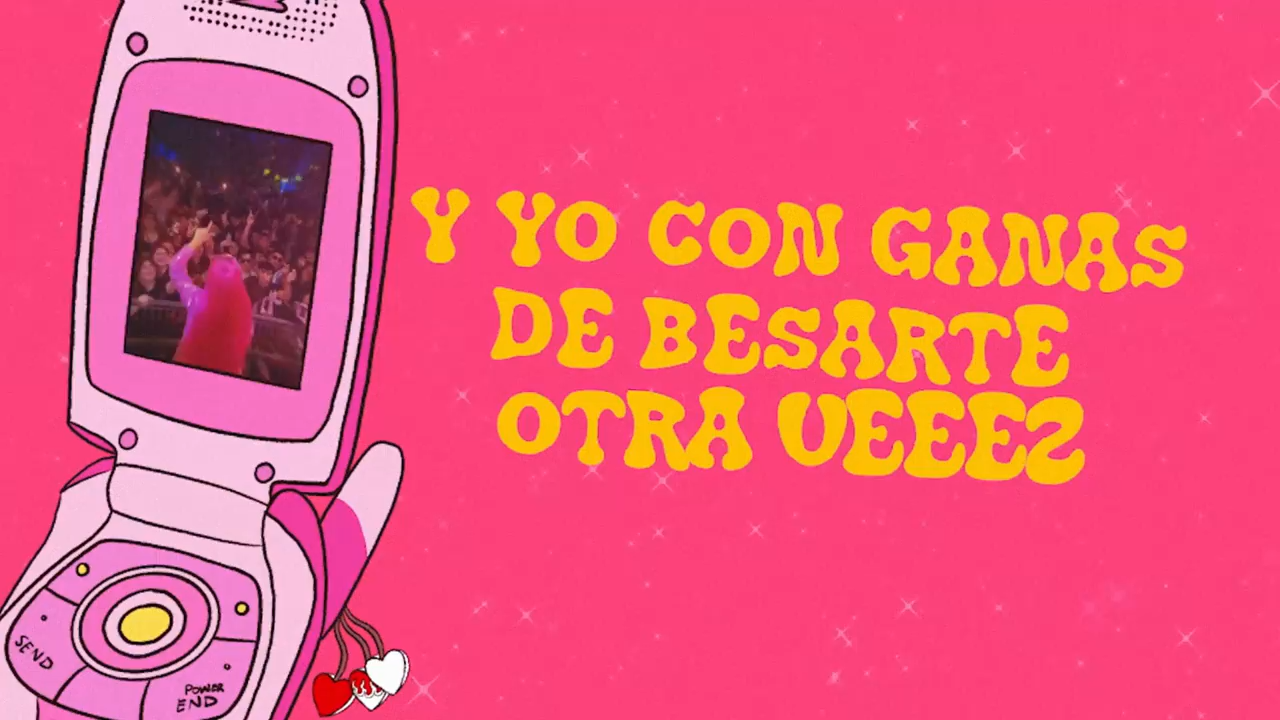 Y YO CON GANAS
DE BESARTE
OTRA VEEEZ
SEND
POWER
END